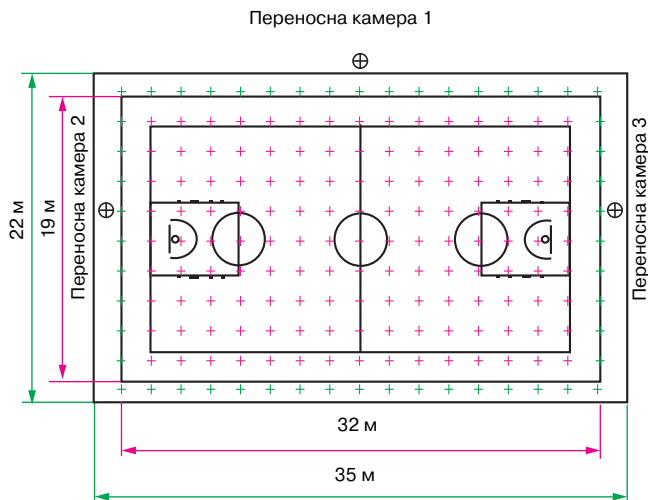 Переносна камера 1
22 м
19 м
Переносна камера 2
Переносна камера 3
32 м
35 м